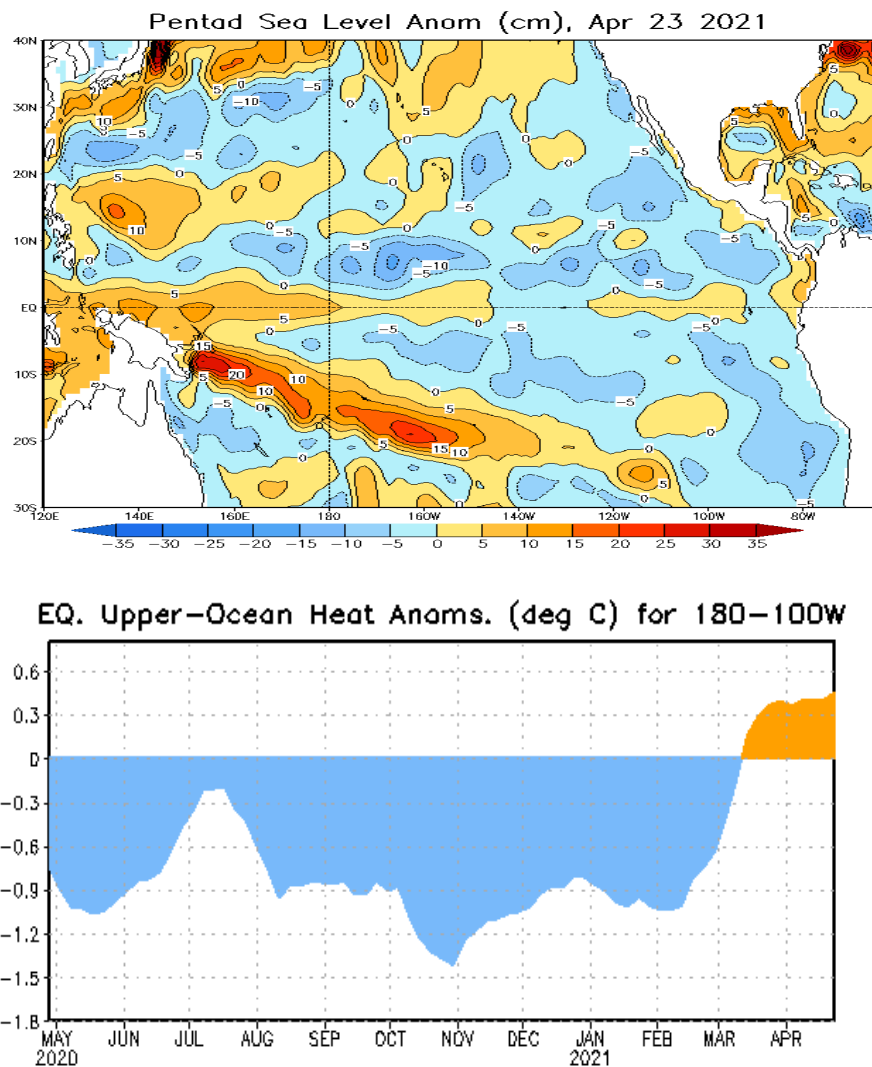 Pentad Sea Level Anom (cm), Apr 23 2021
40N
30N
20N
10N
EQ
10S
20S
30S
120E 140E 160E 180 160W 140W 120W 100W 80W
-35 -30 -25 -20 -15 -10 -5 0 5 10 15 20 25 30 35
EQ. Upper-Ocean Heat Anoms. (deg C) for 180-100W
0.6
0.3
0
-0.3
-0.6
-0.9
-1.2
-1.5
-1.8
MAY JUN JUL AUG SEP OCT NOV DEC JAN FEB MAR APR
2020 2021